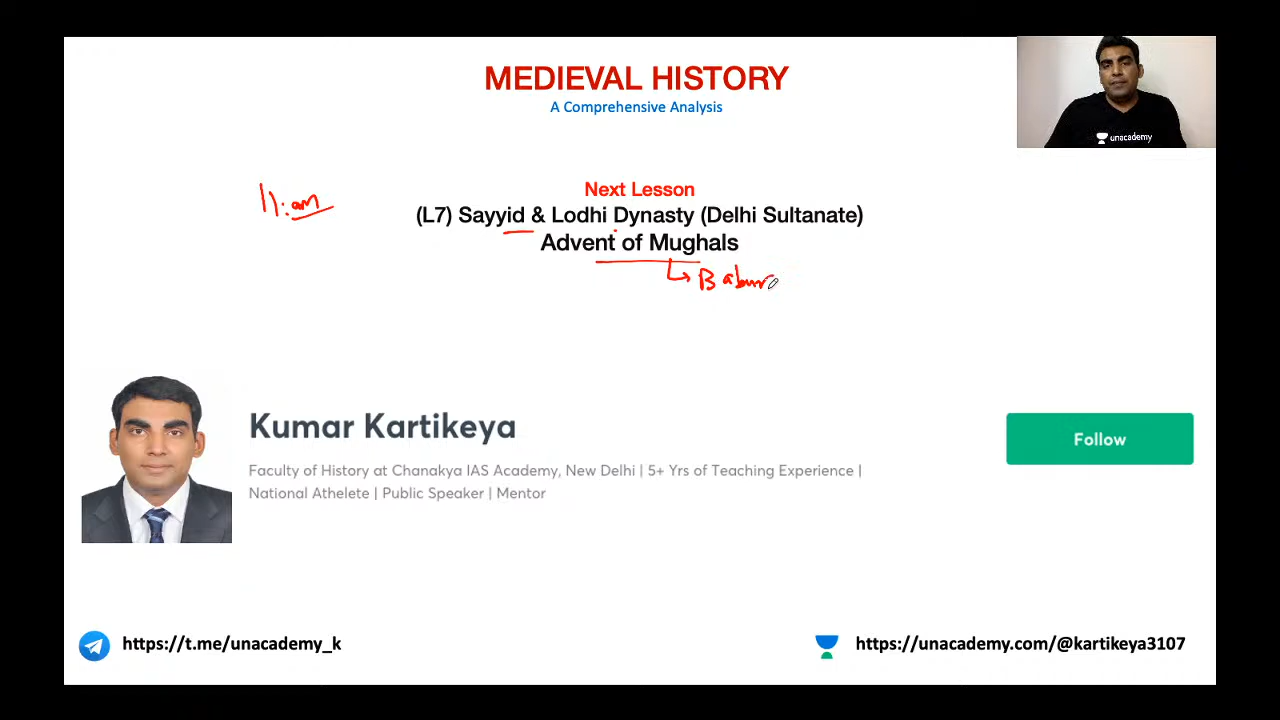 MEDIEVAL HISTORY
A Comprehensive Analysis
unacademy
Next Lesson
11:am
(L7) Sayyid & Lodhi Dynasty (Delhi Sultanate)
Advent of Mughals
Babur
Kumar Kartikeya
Faculty of History at Chanakya IAS Academy, New Delhi | 5+ Yrs of Teaching Experience |
National Athelete | Public Speaker | Mentor
Follow
https://t.me/unacademy_k
https://unacademy.com/@kartikeya3107